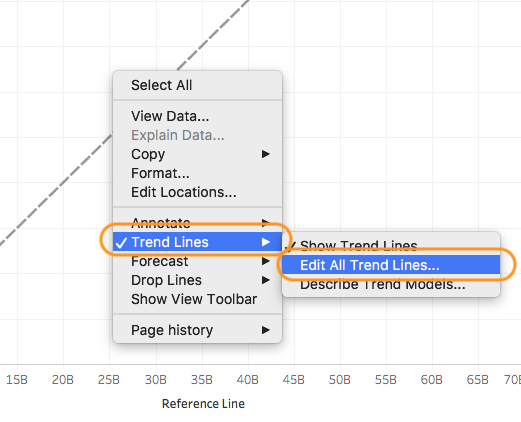 Select All
View Data...
Explain Data...
Copy
Format...
Edit Locations...
Annotate
Trend Lines
Forecast
Drop Lines
Show View Toolbar
Page history
Show Trend Lines
Edit All Trend Lines...
Describe Trend Models...
15B 20B 25B 30B 35B 40B 45B 50B 55B 60B 65B 70B
Reference Line